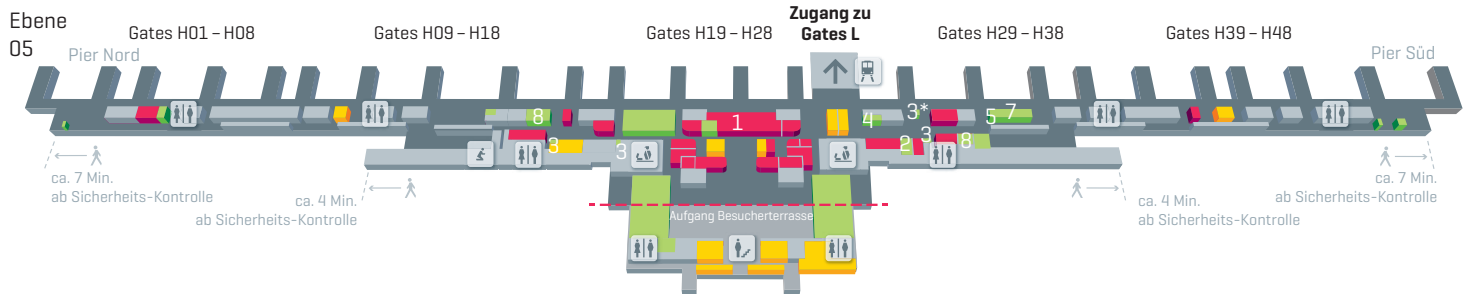 Ebene
05
Gates H01 – H08
Gates H09 – H18
Gates H19 – H28
Zugang zu
Gates L
Gates H29 – H38
Gates H39 – H48
Pier Nord
Pier Süd
8
1
4
3*
5
7
3
3
2
3
8
ca. 7 Min.
ab Sicherheits-Kontrolle
ca. 4 Min.
ab Sicherheits-Kontrolle
Aufgang Besucherterrasse
ca. 4 Min.
ab Sicherheits-Kontrolle
ca. 7 Min.
ab Sicherheits-Kontrolle